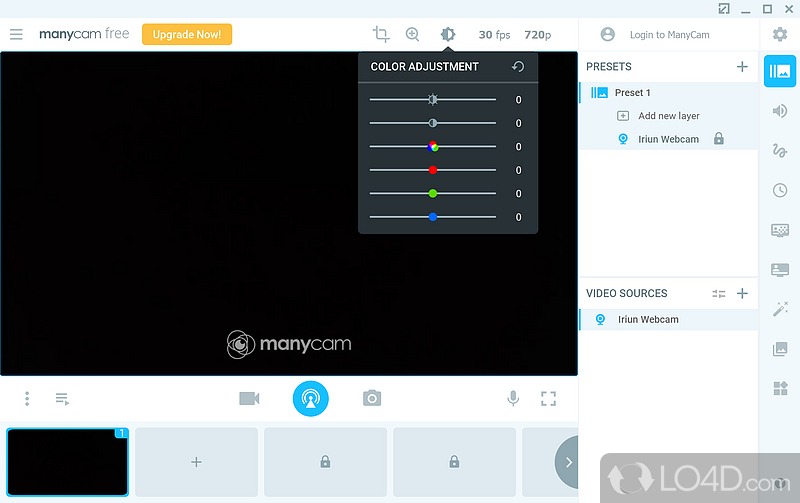 manycam free
Upgrade Now!
30 fps
720p
Login to ManyCam
COLOR ADJUSTMENT
0
0
0
0
0
0
PRESETS
Preset 1
Add new layer
Iriun Webcam
VIDEO SOURCES
Iriun Webcam
manycam
1
LO4D.com